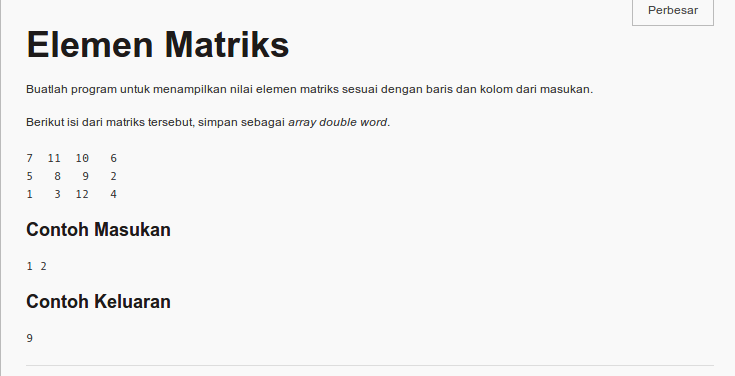 Perbesar
Elemen Matriks
Buatlah program untuk menampilkan nilai elemen matriks sesuai dengan baris dan kolom dari masukan.
Berikut isi dari matriks tersebut, simpan sebagai array double word.
7  11  10   6
5   8   9   2
1   3  12   4
Contoh Masukan
1 2
Contoh Keluaran
9